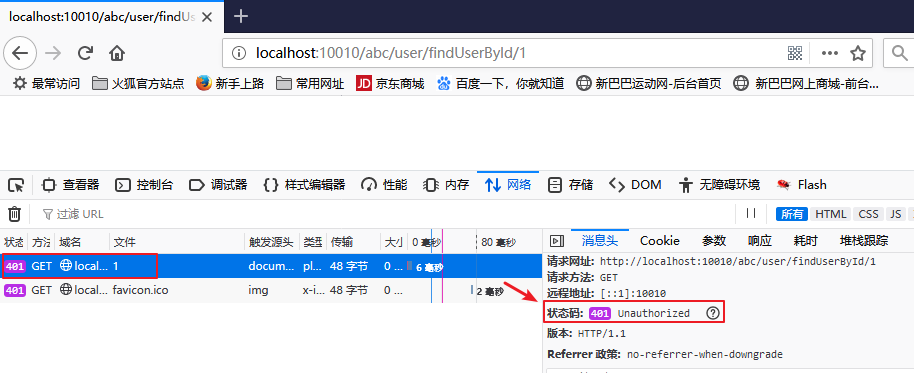 localhost:10010/abc/user/findUs
localhost:10010/abc/user/findUserById/1
最常访问 火狐官方站点 新手上路 常用网址 JD 京东商城 百度一下，你就知道 新巴巴运动网-后台首页 新巴巴网上商城-前台...
查看器 控制台 调试器 {} 样式编辑器 性能 内存 网络 存储 DOM 无障碍环境 Flash
过滤 URL
所有 HTML CSS JS
状态 方法 域名 文件 触发源头 类型 传输 大小 0 毫秒 80 毫秒
消息头 Cookie 参数 响应 耗时 堆栈跟踪
401 GET local... 1 docum... pl... 48 字节 0 ... 6 毫秒
401 GET local... favicon.ico img x-i... 48 字节 0 ... 2 毫秒
请求网址: http://localhost:10010/abc/user/findUserById/1
请求方法: GET
远程地址: [::1]:10010
状态码: 401 Unauthorized ?
版本: HTTP/1.1
Referrer 政策: no-referrer-when-downgrade